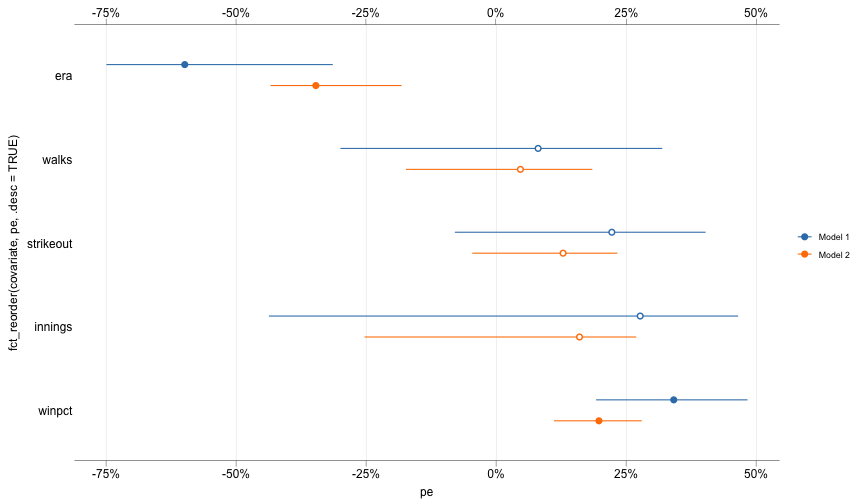 -75% -50% -25% 0% 25% 50%
era
walks
strikeout
innings
winpct
fct_reorder(covariate, pe, .desc = TRUE)
Model 1
Model 2
-75% -50% -25% 0% 25% 50%
pe